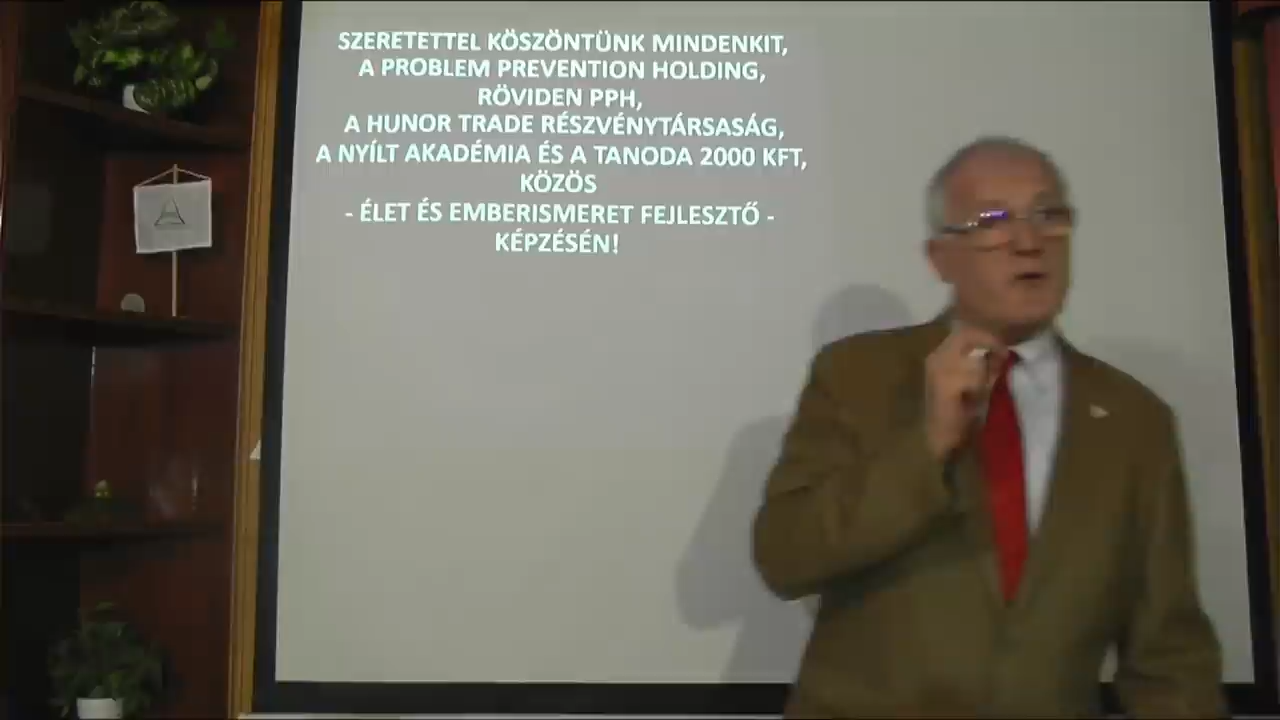 SZERETETTEL KÖSZÖNTÜNK MINDENKIT,
A PROBLEM PREVENTION HOLDING,
RÖVIDEN PPH,
A HUNOR TRADE RÉSZVÉNYTÁRSASÁG,
A NYÍLT AKADÉMIA ÉS A TANODA 2000 KFT,
KÖZÖS
- ÉLET ÉS EMBERISMERET FEJLESZTŐ -
KÉPZÉSÉN!